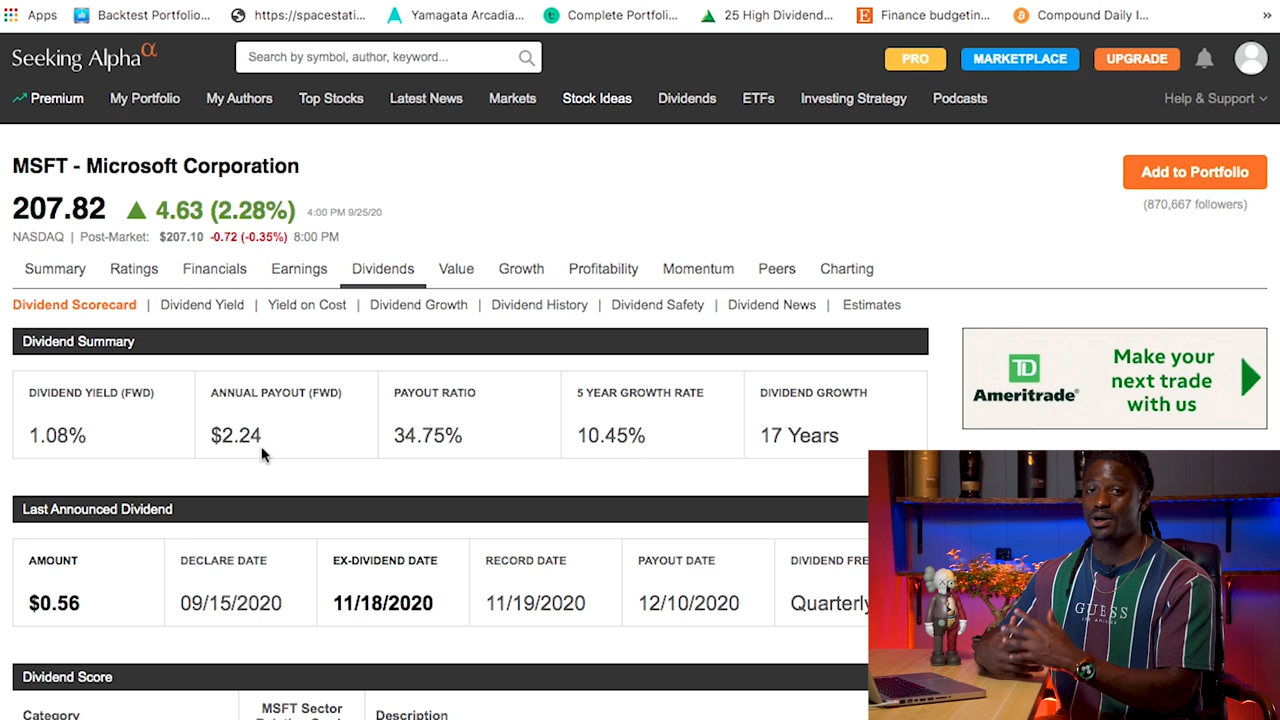 Apps
Backtest Portfolio...
https://spacestati...
Yamagata Arcadia...
Complete Portfoli...
25 High Dividend...
Finance budgetin...
Compound Daily I...
»
Seeking Alpha α
Search by symbol, author, keyword...
PRO
MARKETPLACE
UPGRADE
Premium
My Portfolio
My Authors
Top Stocks
Latest News
Markets
Stock Ideas
Dividends
ETFs
Investing Strategy
Podcasts
Help & Support
MSFT - Microsoft Corporation
Add to Portfolio
207.82 ▲ 4.63 (2.28%) 4:00 PM 9/25/20
(870,667 followers)
NASDAQ | Post-Market: $207.10 -0.72 (-0.35%) 8:00 PM
Summary
Ratings
Financials
Earnings
Dividends
Value
Growth
Profitability
Momentum
Peers
Charting
Dividend Scorecard | Dividend Yield | Yield on Cost | Dividend Growth | Dividend History | Dividend Safety | Dividend News | Estimates
Dividend Summary
DIVIDEND YIELD (FWD)
1.08%
ANNUAL PAYOUT (FWD)
$2.24
PAYOUT RATIO
34.75%
5 YEAR GROWTH RATE
10.45%
DIVIDEND GROWTH
17 Years
TD
Ameritrade®
Make your
next trade
with us
Last Announced Dividend
AMOUNT
$0.56
DECLARE DATE
09/15/2020
EX-DIVIDEND DATE
11/18/2020
RECORD DATE
11/19/2020
PAYOUT DATE
12/10/2020
DIVIDEND FRE
Quarterly
GUESS
LOS ANGELES
Dividend Score
Category
MSFT Sector
Description